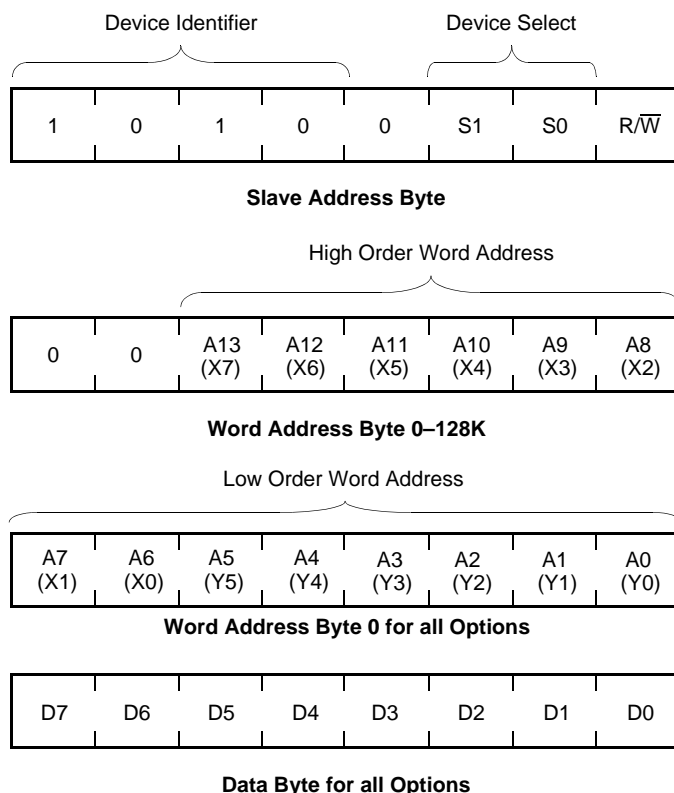 Device Identifier Device Select
1 0 1 0 0 S1 S0 R/W̅
Slave Address Byte
High Order Word Address
0 0 A13 A12 A11 A10 A9 A8
(X7) (X6) (X5) (X4) (X3) (X2)
Word Address Byte 0–128K
Low Order Word Address
A7 A6 A5 A4 A3 A2 A1 A0
(X1) (X0) (Y5) (Y4) (Y3) (Y2) (Y1) (Y0)
Word Address Byte 0 for all Options
D7 D6 D5 D4 D3 D2 D1 D0
Data Byte for all Options